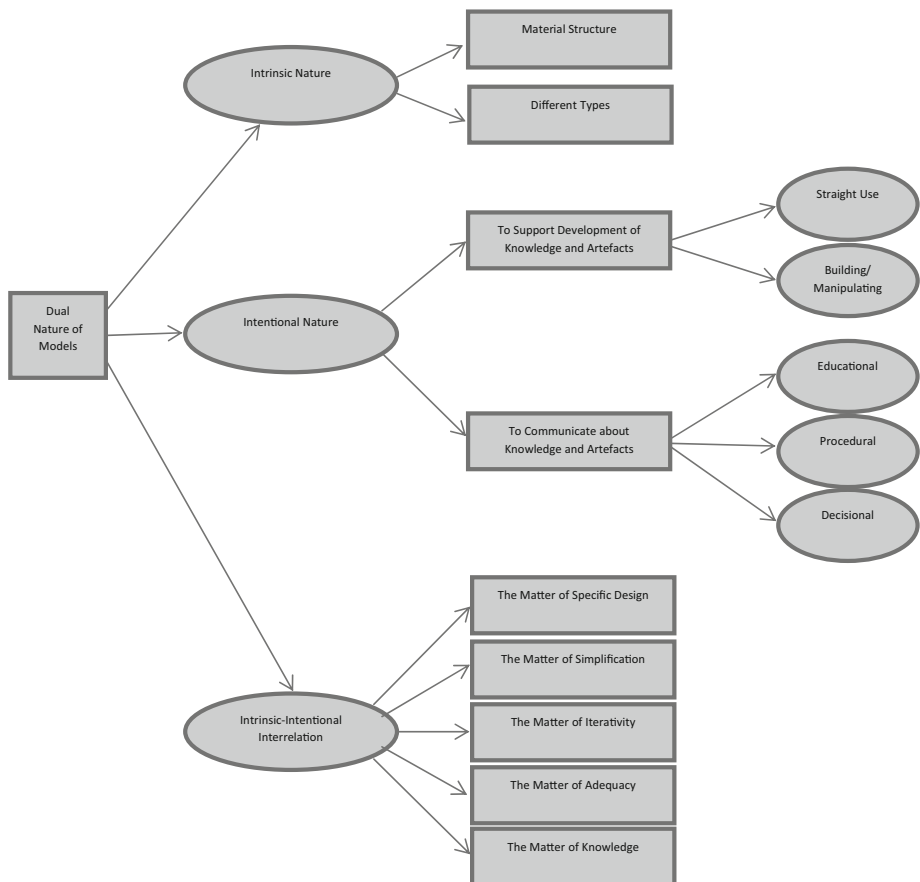 Dual
Nature of
Models
Intrinsic Nature
Material Structure
Different Types
Intentional Nature
To Support Development of
Knowledge and Artefacts
Straight Use
Building/
Manipulating
To Communicate about
Knowledge and Artefacts
Educational
Procedural
Decisional
Intrinsic-Intentional
Interrelation
The Matter of Specific Design
The Matter of Simplification
The Matter of Iterativity
The Matter of Adequacy
The Matter of Knowledge